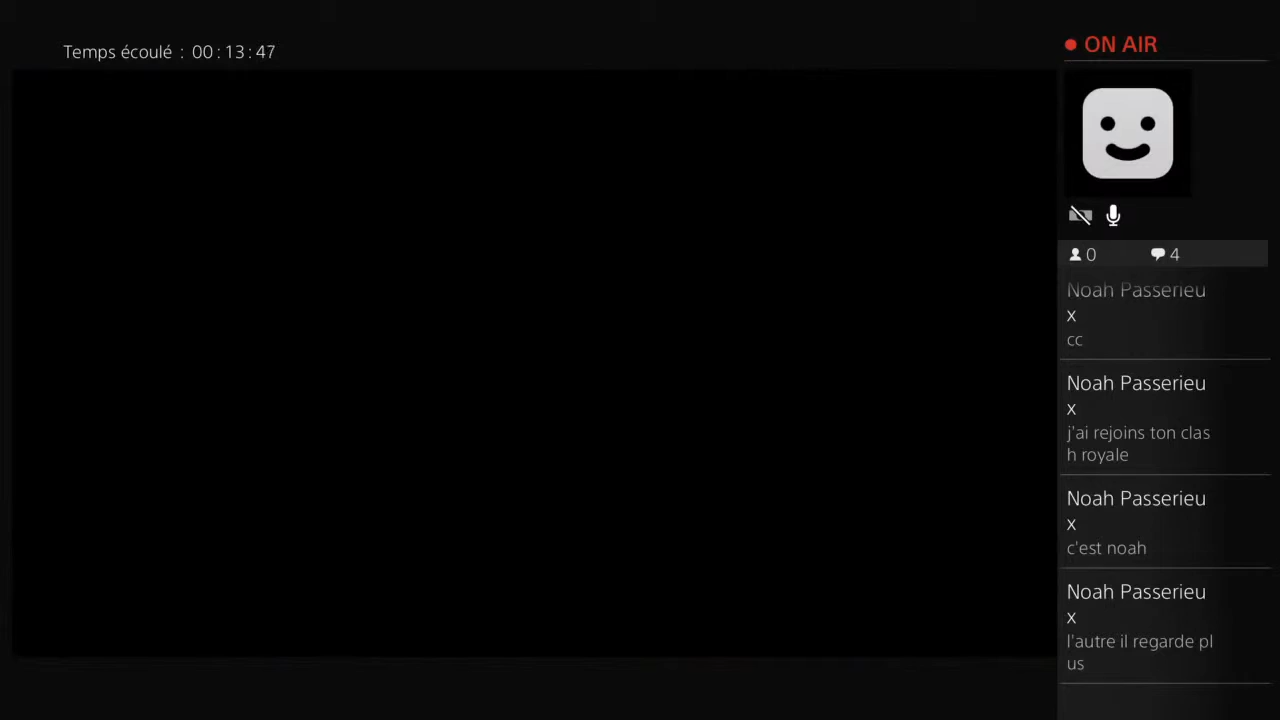 Temps écoulé : 00:13:47
ON AIR
0 4
Noah Passerieu
x
cc
Noah Passerieu
x
j'ai rejoins ton clas
h royale
Noah Passerieu
x
c'est noah
Noah Passerieu
x
l'autre il regarde pl
us